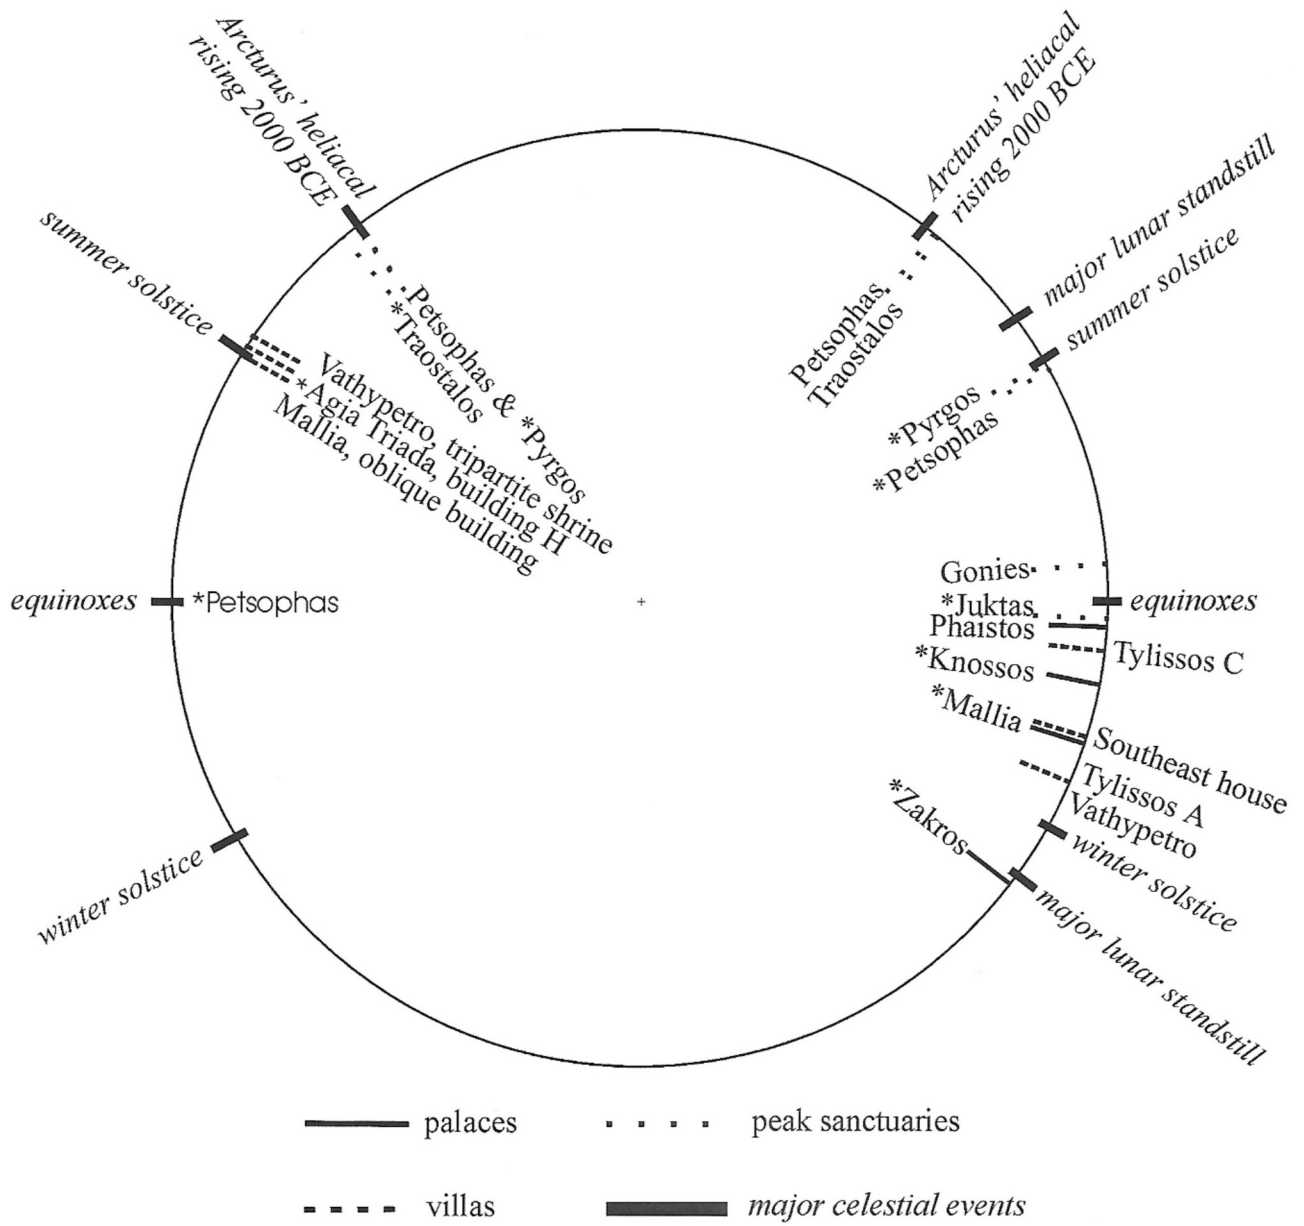 Arcturus' heliacal
rising 2000 BCE
Arcturus' heliacal
rising 2000 BCE
major lunar standstill
summer solstice
summer solstice
Petsophas & *Pyrgos
*Traostalos
Petsophas
Traostalos
Vathypetro, tripartite shrine
*Agia Triada, building H
Mallia, oblique building
*Pyrgos
*Petsophas
equinoxes
*Petsophas
Gonies
*Juktas
equinoxes
Phaistos
Tylissos C
*Knossos
*Mallia
Southeast house
Tylissos A
Vathypetro
*Zakros
winter solstice
winter solstice
major lunar standstill
palaces
peak sanctuaries
villas
major celestial events